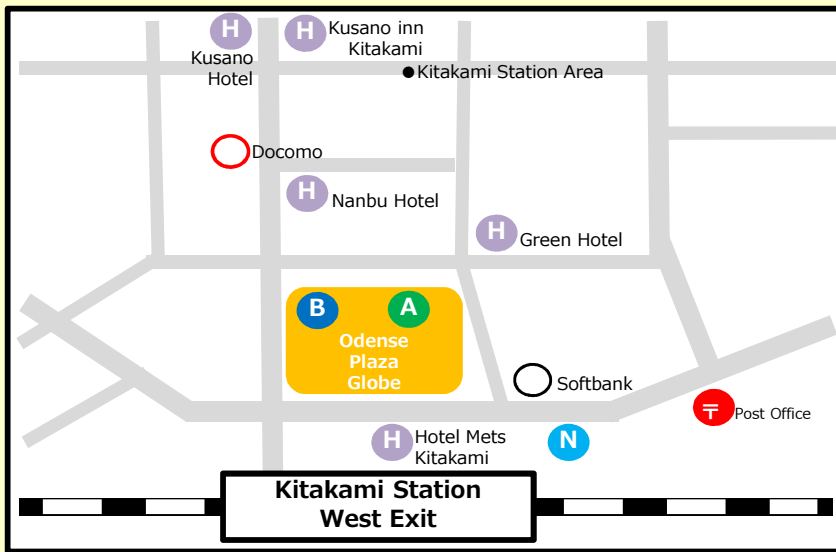 H
H
Kusano inn
Kitakami
Kusano
Hotel
Kitakami Station Area
Docomo
H
Nanbu Hotel
H
Green Hotel
B
A
Odense
Plaza
Globe
Softbank
〒
Post Office
H
Hotel Mets
Kitakami
N
Kitakami Station
West Exit